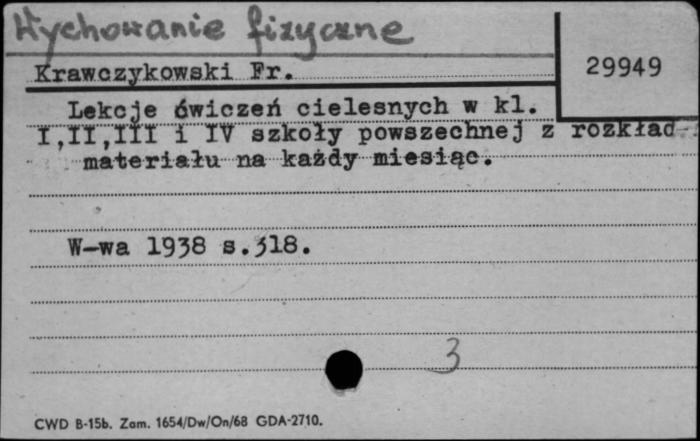 Wychowanie fizyczne
29949
Krawczykowski Fr.
Lekcje ćwiczeń cielesnych w kl.
I,II,III i IV szkoły powszechnej z rozkład
materiału na każdy miesiąc.
W-wa 1938 s.318.
3
CWD B-15b. Zam. 1654/Dw/On/68 GDA-2710.